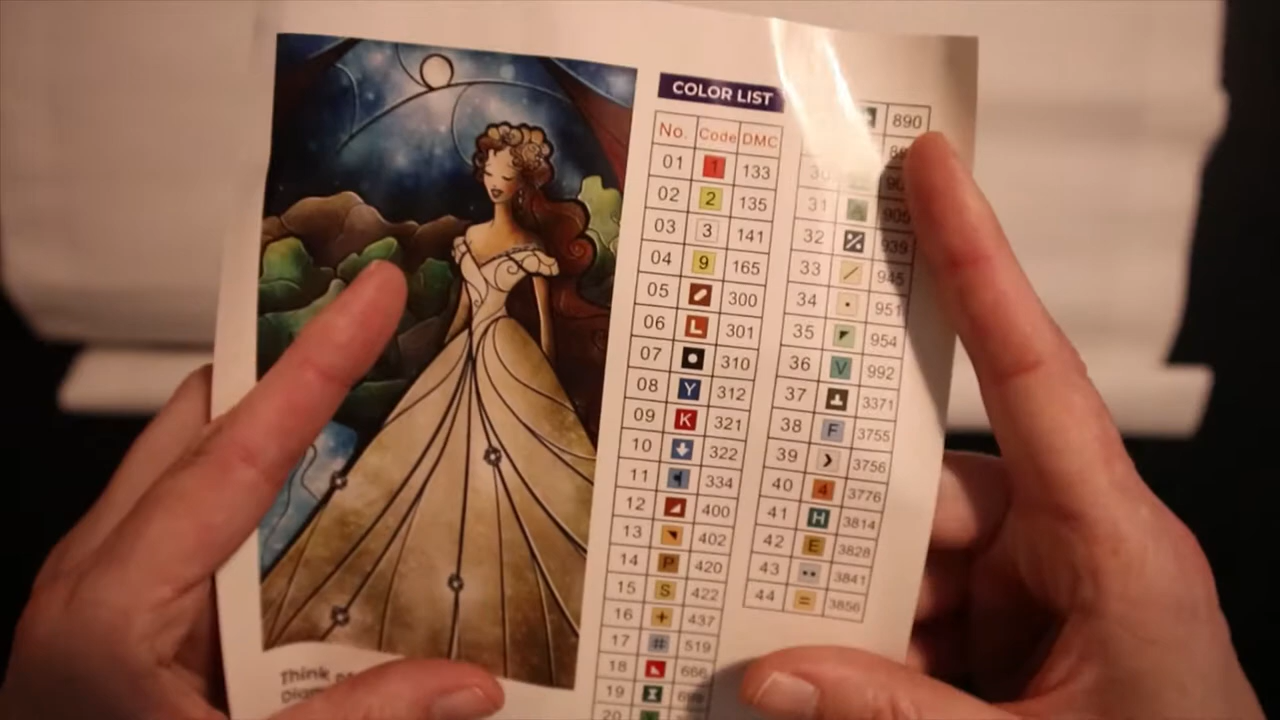 COLOR LIST
No. Code DMC
01 1 133
02 2 135
03 3 141
04 9 165
05 300
06 L 301
07 310
08 Y 312
09 K 321
10 322
11 334
12 400
13 402
14 P 420
15 S 422
16 + 437
17 # 519
18 666
19
20
890
30
31 A 905
32 939
33 / 945
34 951
35 954
36 V 992
37 3371
38 F 3755
39 3756
40 4 3776
41 H 3814
42 E 3828
43 3841
44 = 3856
Think